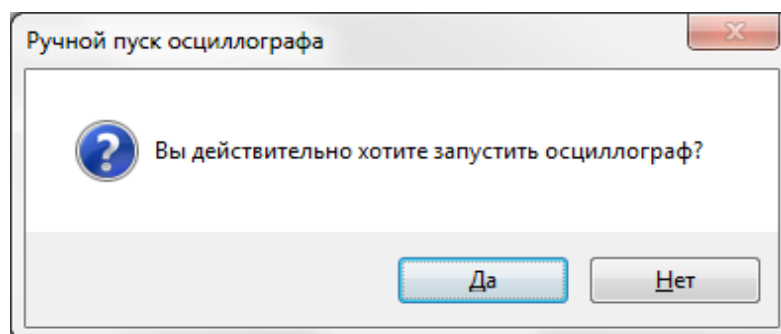 Ручной пуск осциллографа
Вы действительно хотите запустить осциллограф?
Да
Нет